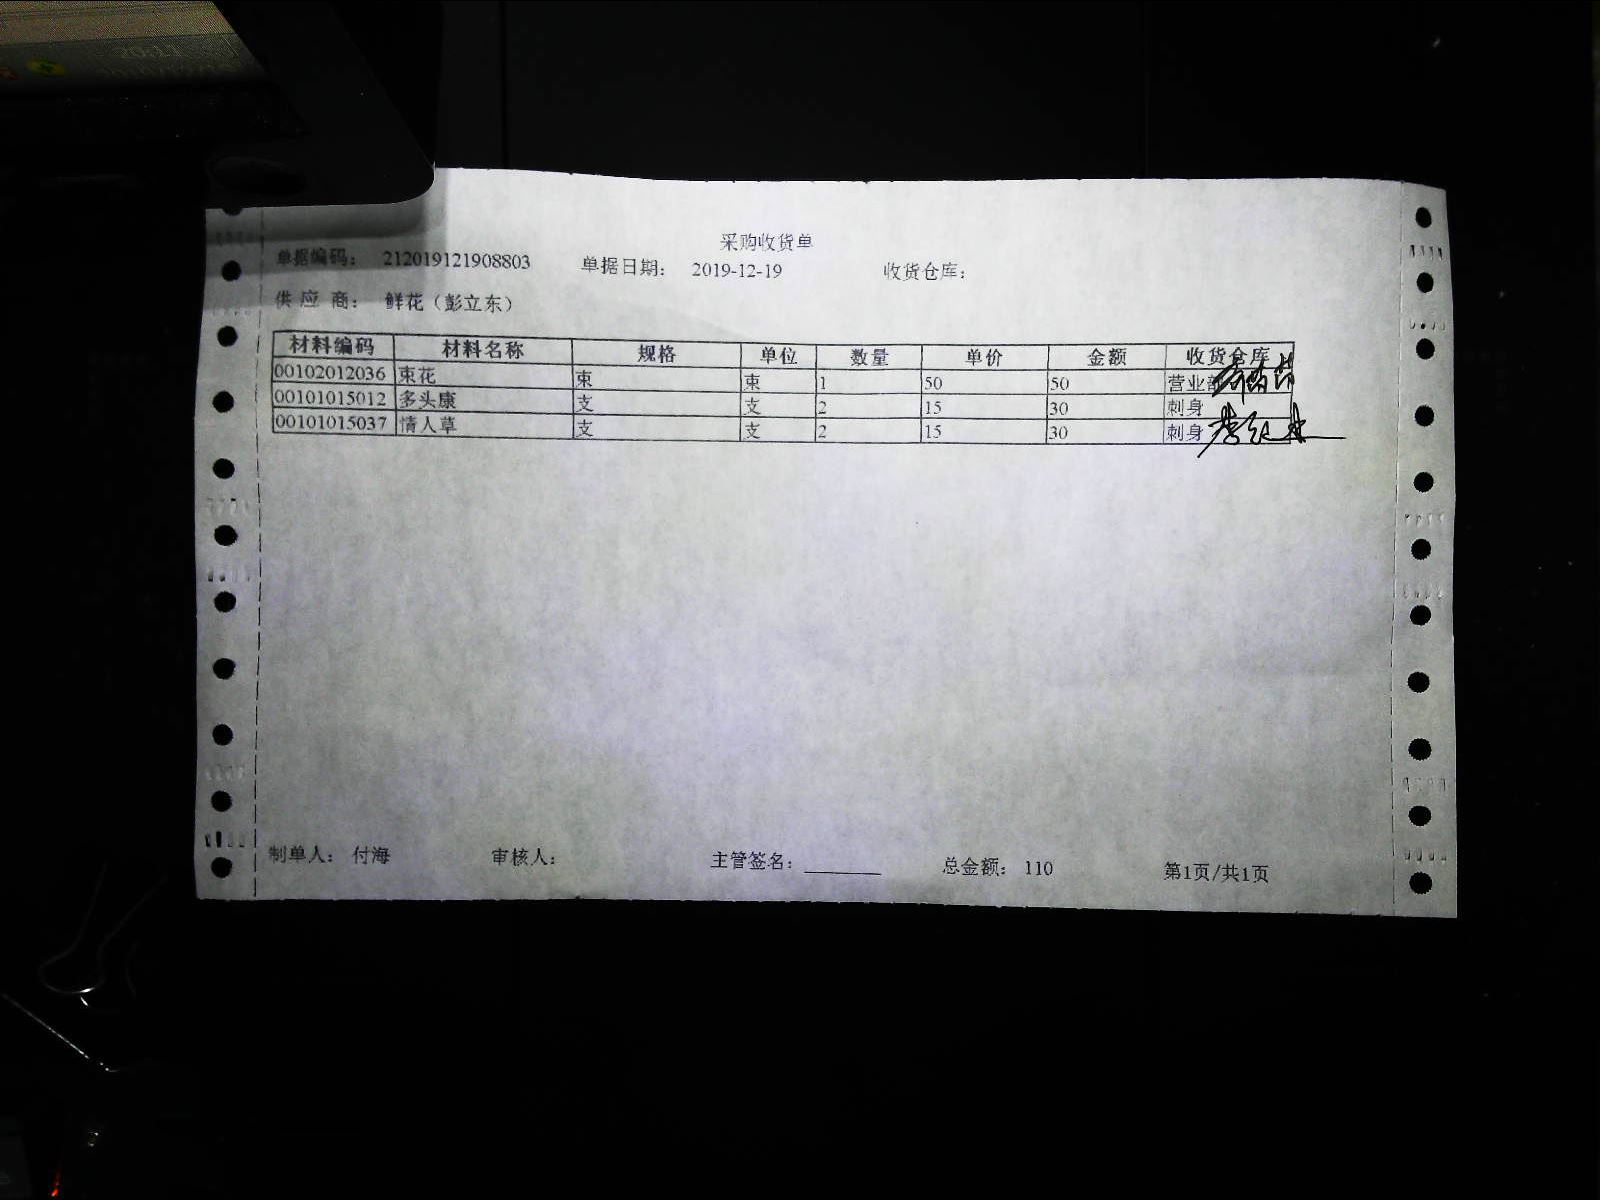 采购收货单
单据编码： 212019121908803 单据日期： 2019-12-19 收货仓库：
供 应 商： 鲜花（彭立东）
材料编码 材料名称 规格 单位 数量 单价 金额 收货仓库
00102012036 束花 束 束 1 50 50 营业部
00101015012 多头康 支 支 2 15 30 刺身
00101015037 情人草 支 支 2 15 30 刺身
制单人： 付海 审核人： 主管签名： 总金额： 110 第1页/共1页